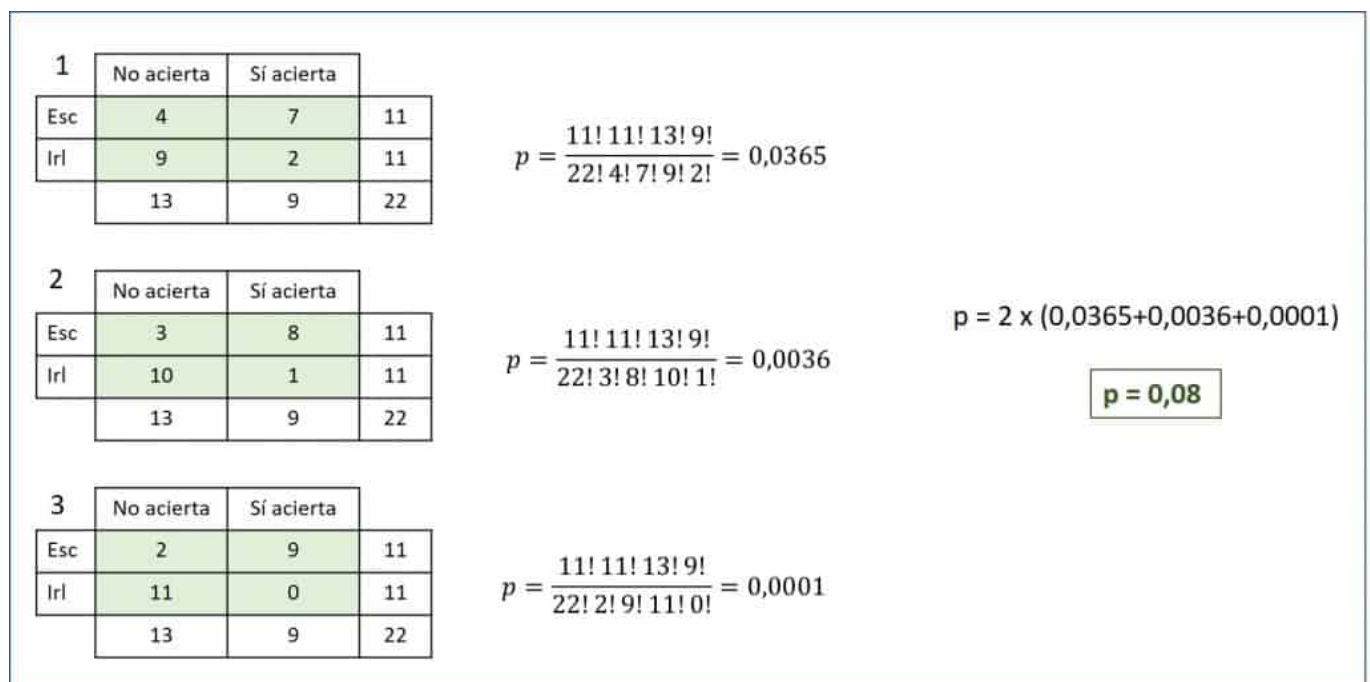 1
No acierta Sí acierta
Esc 4 7 11
Irl 9 2 11
13 9 22
p = 11! 11! 13! 9! / 22! 4! 7! 9! 2! = 0,0365
2
No acierta Sí acierta
Esc 3 8 11
Irl 10 1 11
13 9 22
p = 11! 11! 13! 9! / 22! 3! 8! 10! 1! = 0,0036
3
No acierta Sí acierta
Esc 2 9 11
Irl 11 0 11
13 9 22
p = 11! 11! 13! 9! / 22! 2! 9! 11! 0! = 0,0001
p = 2 x (0,0365+0,0036+0,0001)
p = 0,08